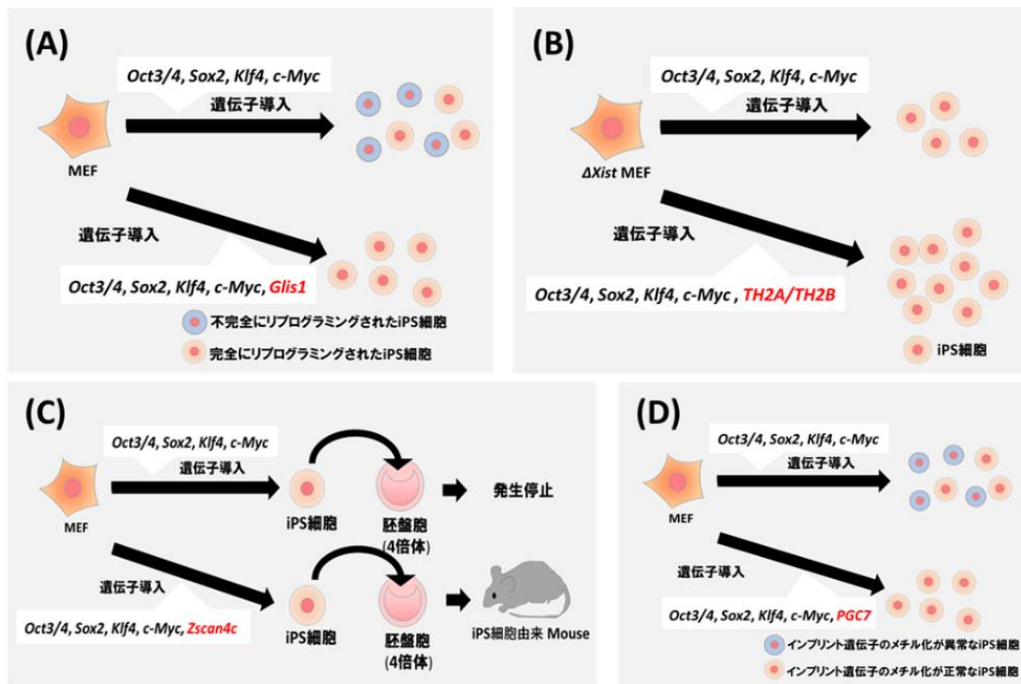 (A)
Oct3/4, Sox2, Klf4, c-Myc
遺伝子導入
MEF
遺伝子導入
Oct3/4, Sox2, Klf4, c-Myc, Glis1
不完全にリプログラミングされたiPS細胞
完全にリプログラミングされたiPS細胞
(B)
Oct3/4, Sox2, Klf4, c-Myc
遺伝子導入
ΔXist MEF
遺伝子導入
Oct3/4, Sox2, Klf4, c-Myc , TH2A/TH2B
iPS細胞
(C)
Oct3/4, Sox2, Klf4, c-Myc
遺伝子導入
MEF
iPS細胞
胚盤胞
(4倍体)
発生停止
遺伝子導入
Oct3/4, Sox2, Klf4, c-Myc, Zscan4c
iPS細胞
胚盤胞
(4倍体)
iPS細胞由来 Mouse
(D)
Oct3/4, Sox2, Klf4, c-Myc
遺伝子導入
MEF
遺伝子導入
Oct3/4, Sox2, Klf4, c-Myc, PGC7
インプリント遺伝子のメチル化が異常なiPS細胞
インプリント遺伝子のメチル化が正常なiPS細胞